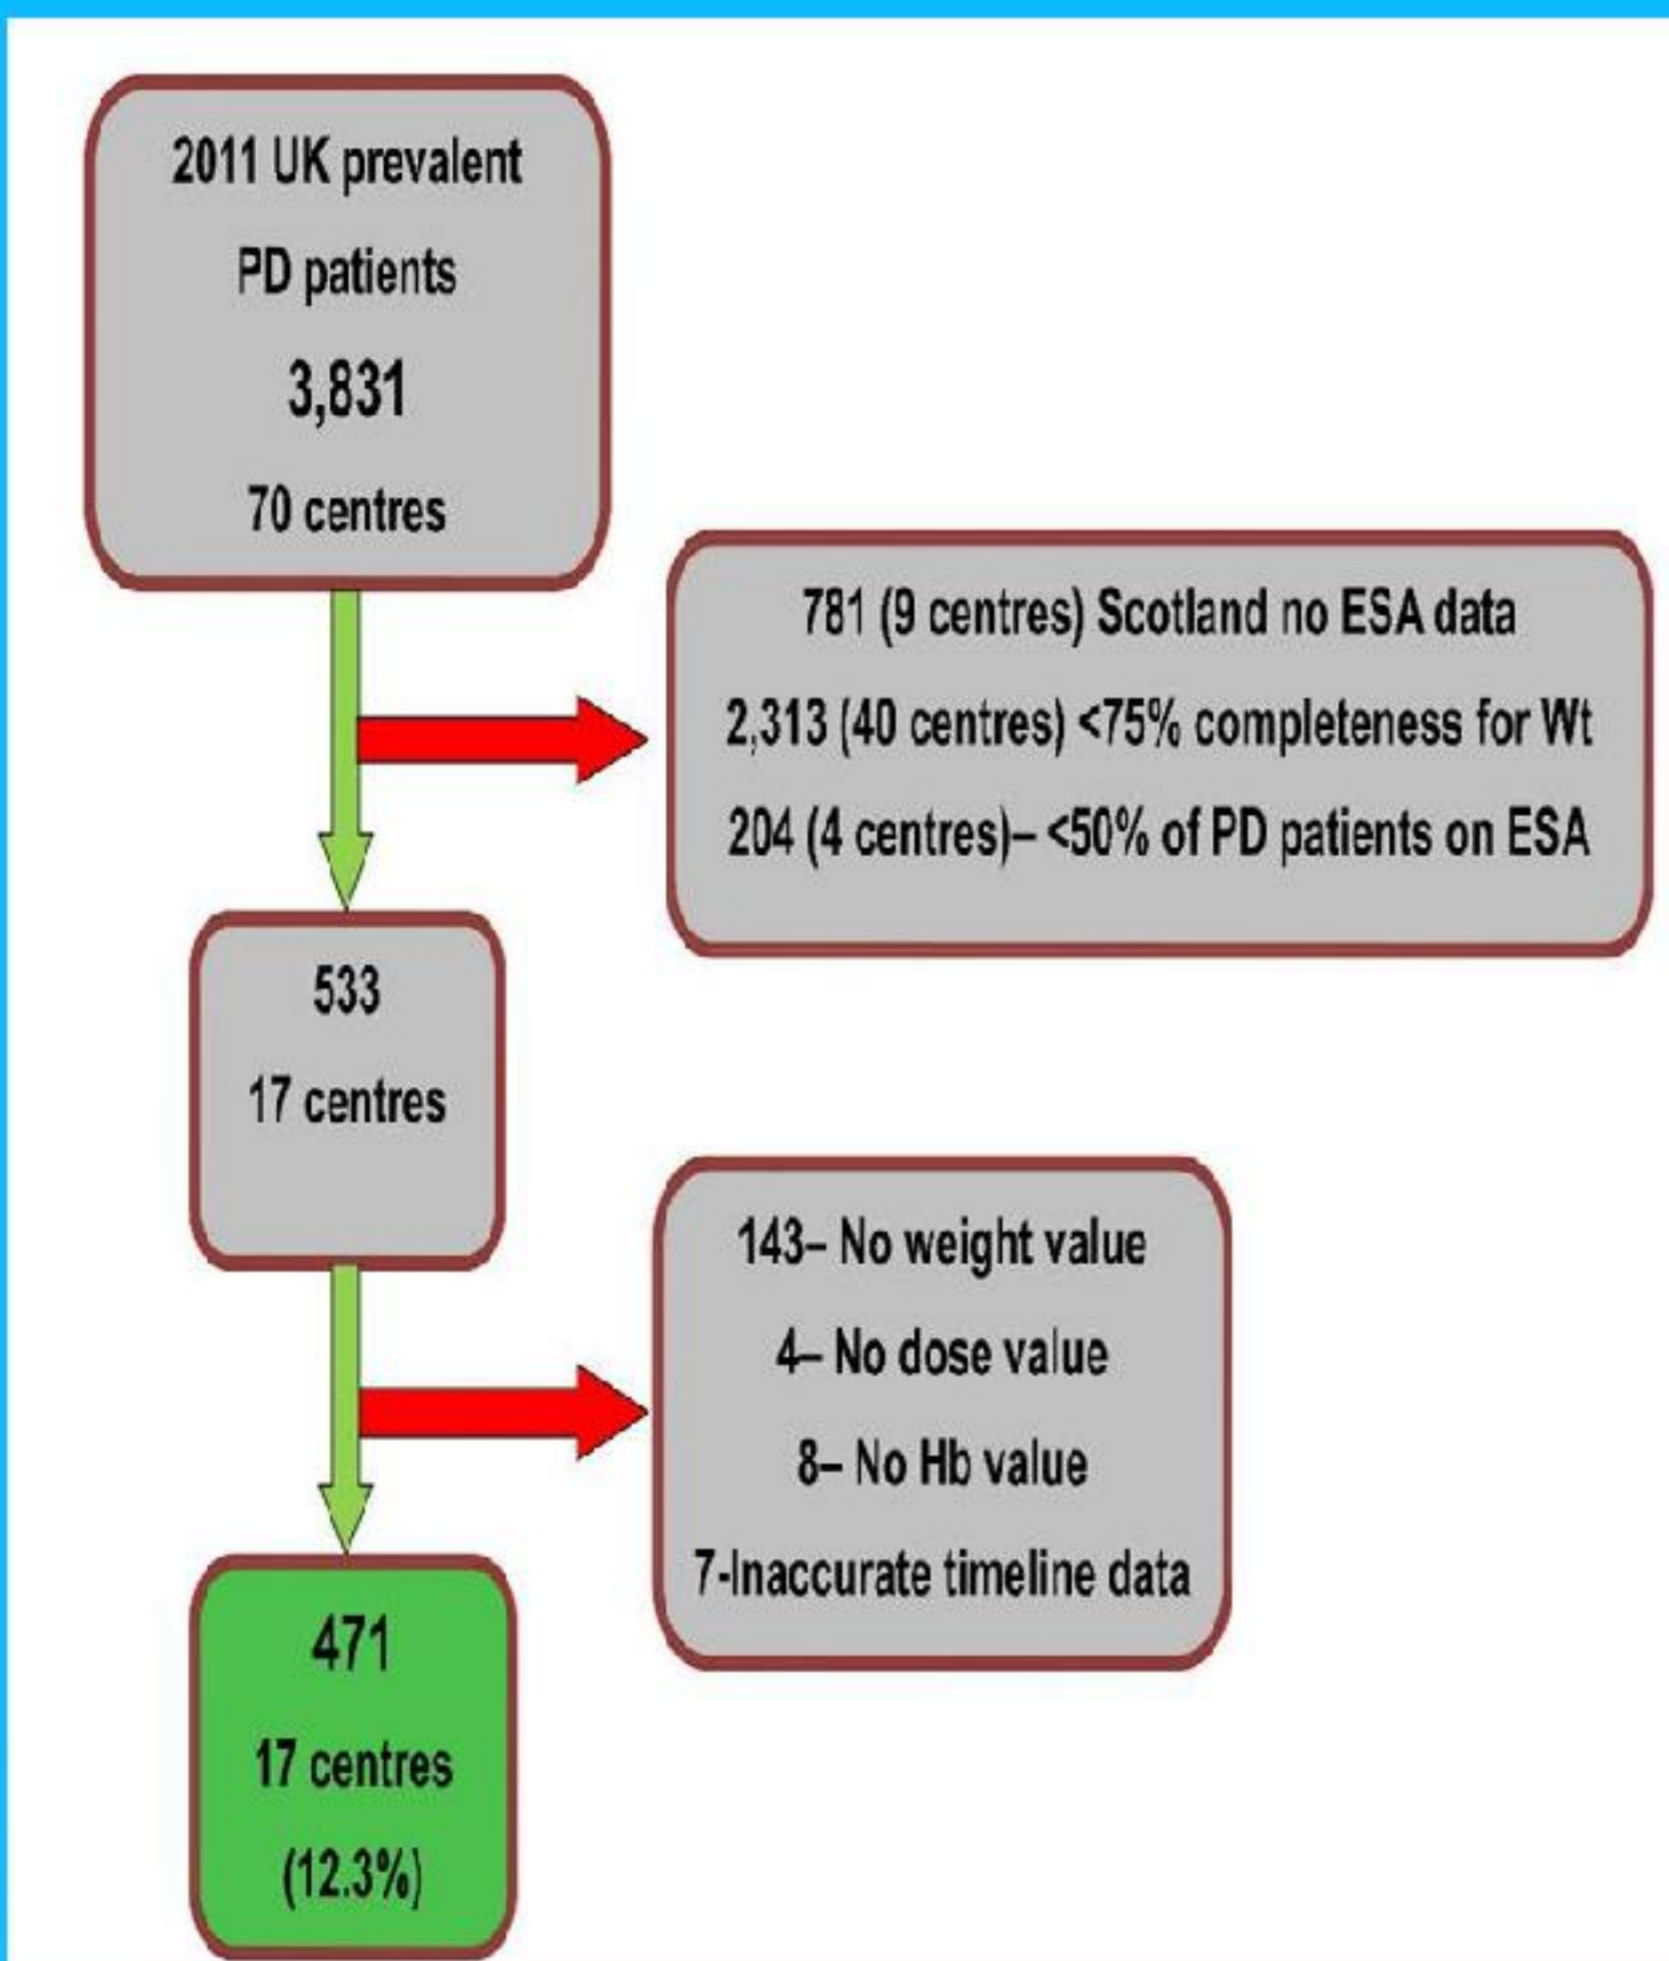 2011 UK prevalent
PD patients
3,831
70 centres
781 (9 centres) Scotland no ESA data
2,313 (40 centres) <75% completeness for Wt
204 (4 centres)– <50% of PD patients on ESA
533
17 centres
143– No weight value
4– No dose value
8– No Hb value
7-Inaccurate timeline data
471
17 centres
(12.3%)